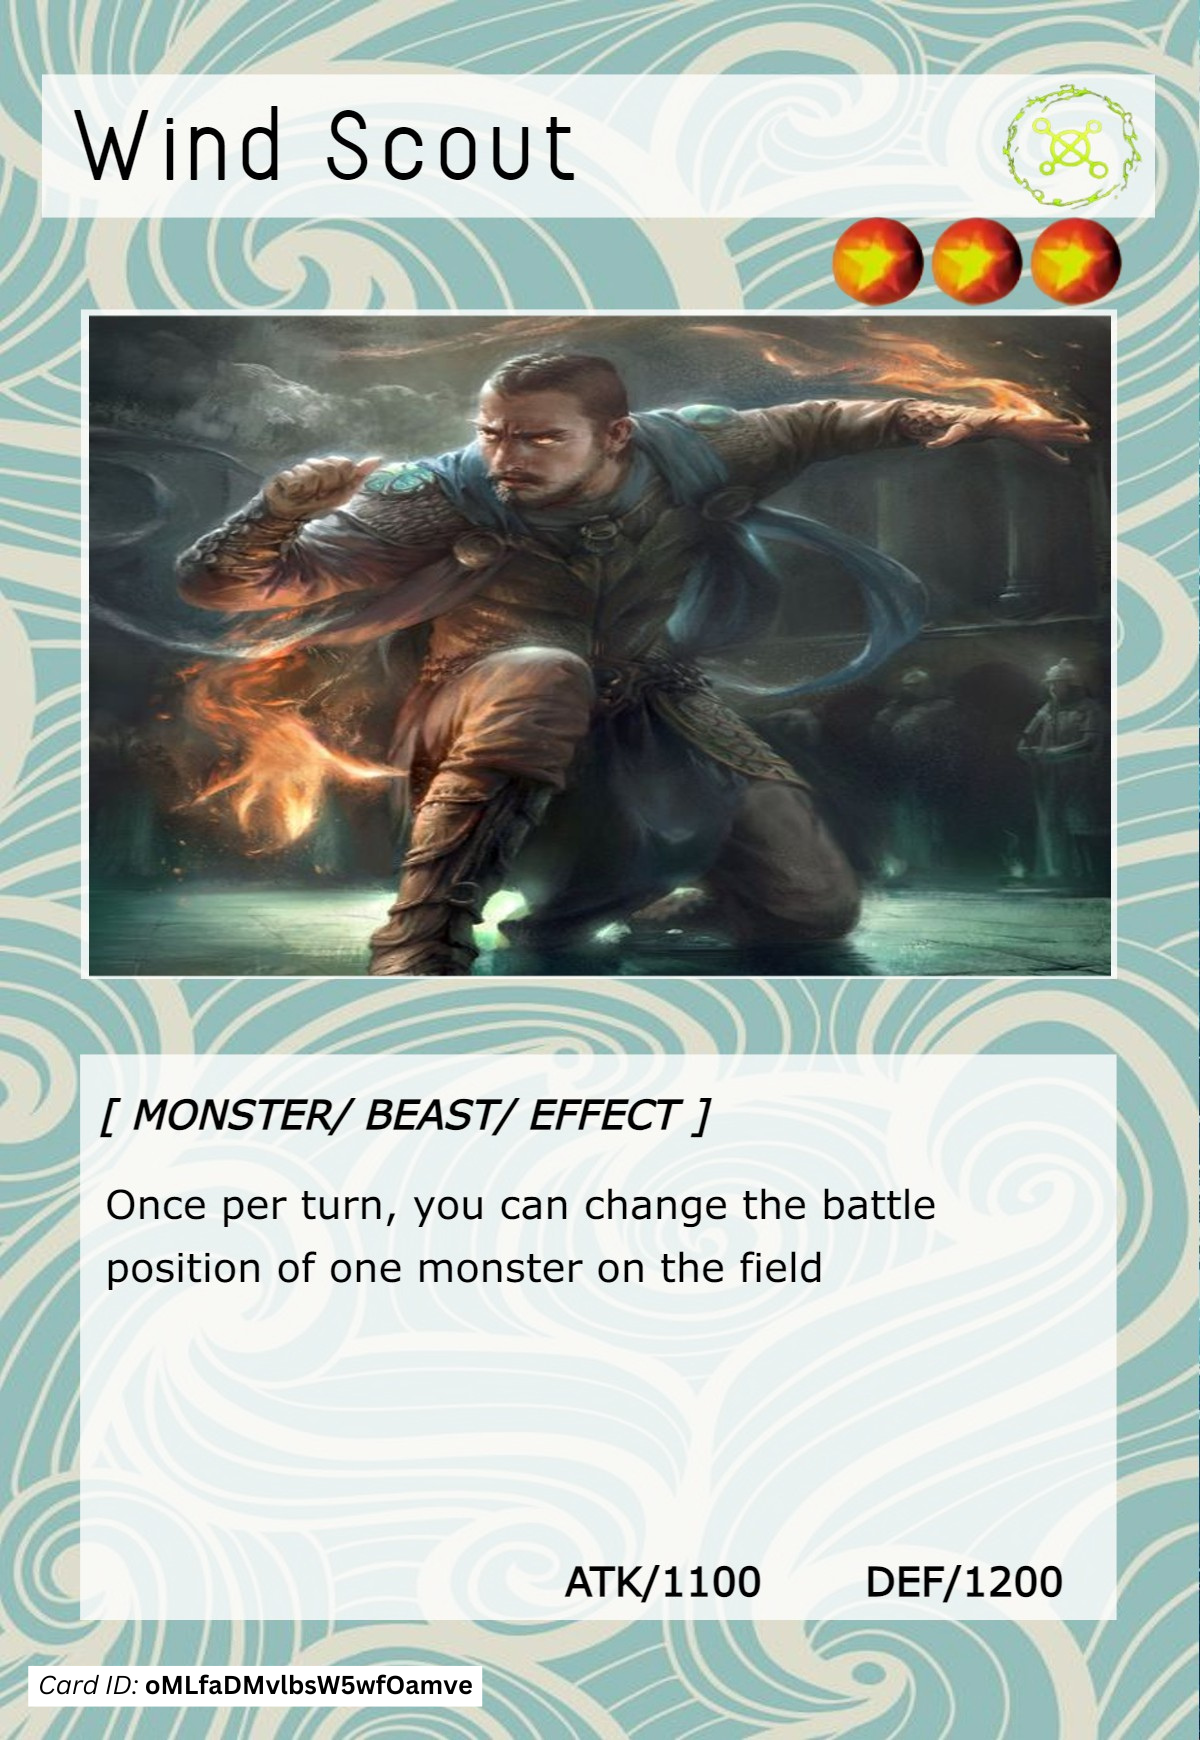 Wind Scout
[ MONSTER/ BEAST/ EFFECT ]
Once per turn, you can change the battle
position of one monster on the field
ATK/1100 DEF/1200
Card ID: oMLfaDMvlbsW5wfOamve